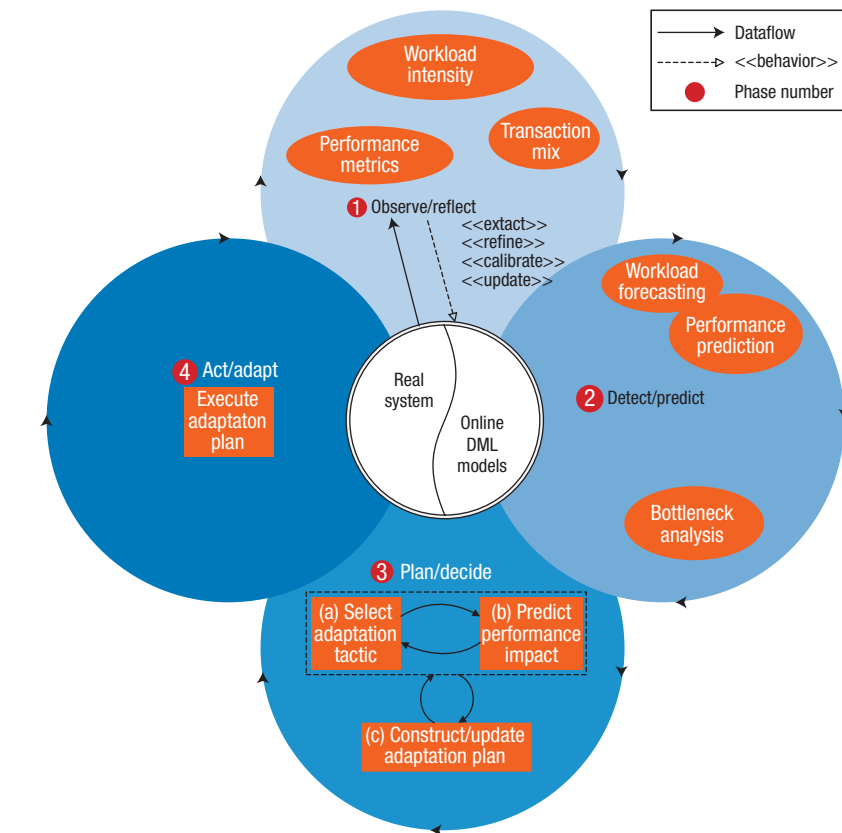 Dataflow
<<behavior>>
Phase number
Workload
intensity
Transaction
mix
Performance
metrics
1 Observe/reflect
<<extact>>
<<refine>>
<<calibrate>>
<<update>>
Workload
forecasting
Performance
prediction
2 Detect/predict
Bottleneck
analysis
4 Act/adapt
Execute
adaptaton
plan
Real
system
Online
DML
models
3 Plan/decide
(a) Select
adaptation
tactic
(b) Predict
performance
impact
(c) Construct/update
adaptation plan